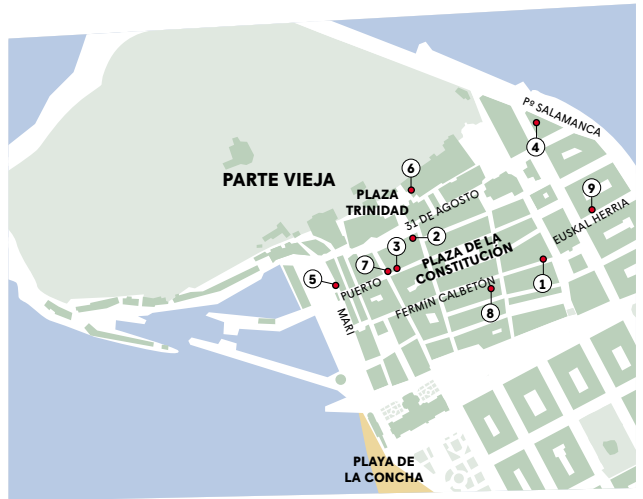 Pº SALAMANCA
4
6
PARTE VIEJA
PLAZA
TRINIDAD
9
31 DE AGOSTO
EUSKAL HERRIA
2
PLAZA DE LA
CONSTITUCIÓN
3
7
5
PUERTO
1
FERMÍN CALBETÓN
8
MARI
PLAYA DE
LA CONCHA